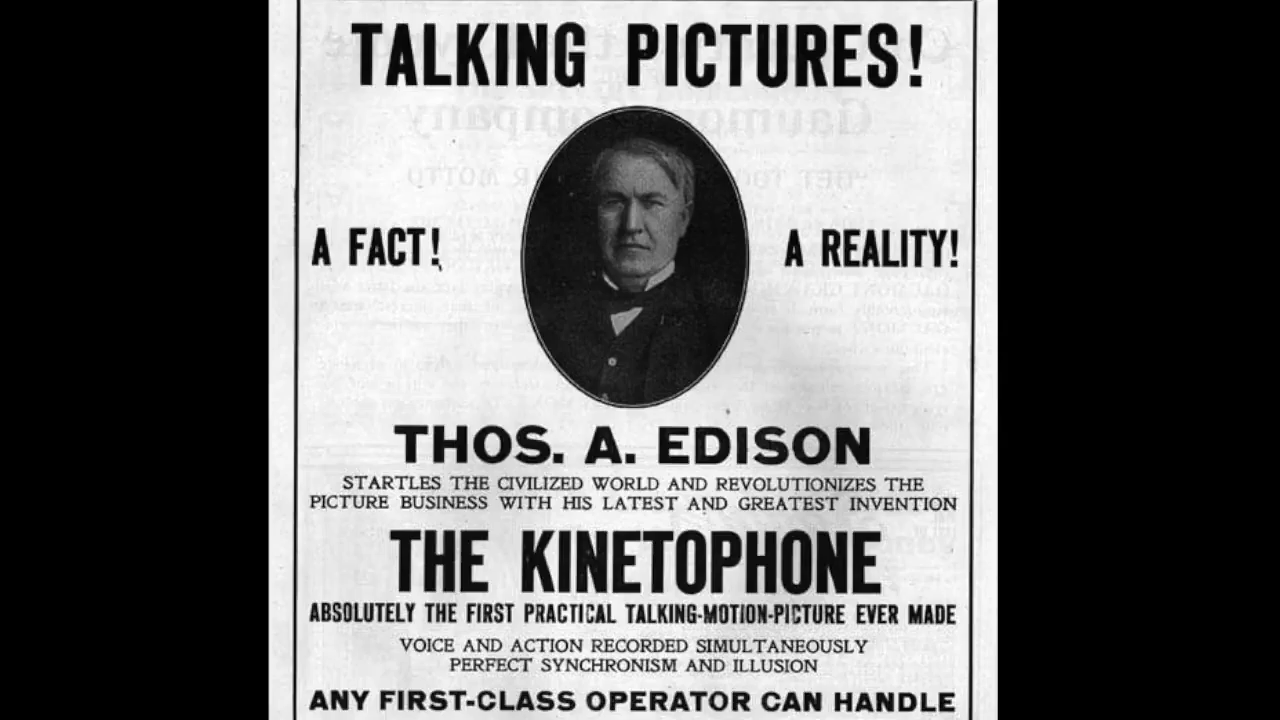 TALKING PICTURES!
A FACT!
A REALITY!
THOS. A. EDISON
STARTLES THE CIVILIZED WORLD AND REVOLUTIONIZES THE
PICTURE BUSINESS WITH HIS LATEST AND GREATEST INVENTION
THE KINETOPHONE
ABSOLUTELY THE FIRST PRACTICAL TALKING-MOTION-PICTURE EVER MADE
VOICE AND ACTION RECORDED SIMULTANEOUSLY
PERFECT SYNCHRONISM AND ILLUSION
ANY FIRST-CLASS OPERATOR CAN HANDLE